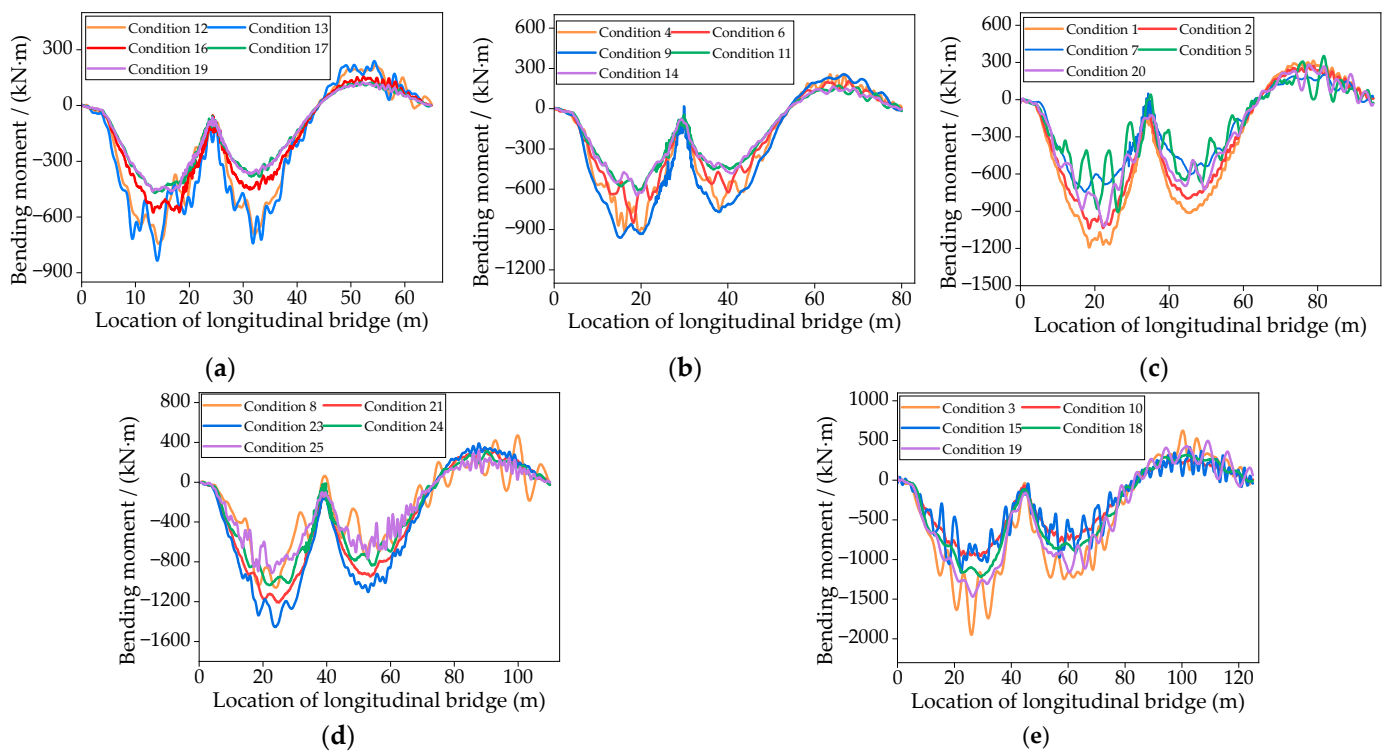 Condition 12 Condition 13
Condition 16 Condition 17
Condition 19
300
0
−300
−600
−900
Bending moment / (kN·m)
0 10 20 30 40 50 60
Location of longitudinal bridge (m)
(a)
Condition 4 Condition 6
Condition 9 Condition 11
Condition 14
600
300
0
−300
−600
−900
−1200
Bending moment / (kN·m)
0 20 40 60 80
Location of longitudinal bridge (m)
(b)
Condition 1 Condition 2
Condition 7 Condition 5
Condition 20
600
300
0
−300
−600
−900
−1200
−1500
Bending moment / (kN·m)
0 20 40 60 80
Location of longitudinal bridge (m)
(c)
Condition 8 Condition 21
Condition 23 Condition 24
Condition 25
800
400
0
−400
−800
−1200
−1600
Bending moment / (kN·m)
0 20 40 60 80 100
Location of longitudinal bridge (m)
(d)
Condition 3 Condition 10
Condition 15 Condition 18
Condition 19
1000
500
0
−500
−1000
−1500
−2000
Bending moment / (kN·m)
0 20 40 60 80 100 120
Location of longitudinal bridge (m)
(e)